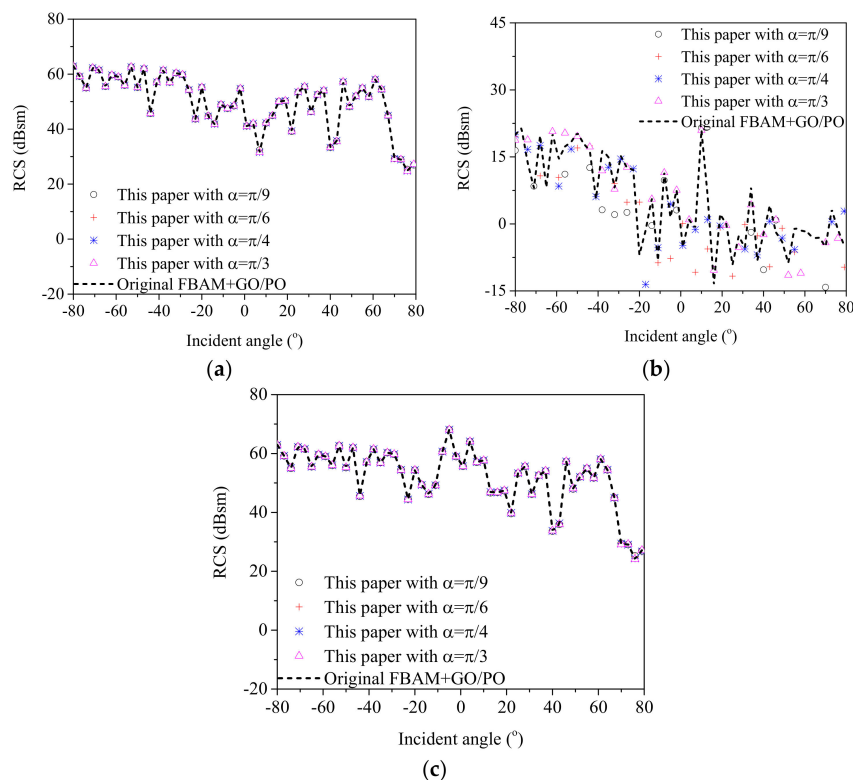 80
60
40
20
0
-20
RCS (dBsm)
This paper with α=π/9
This paper with α=π/6
This paper with α=π/4
This paper with α=π/3
Original FBAM+GO/PO
-80 -60 -40 -20 0 20 40 60 80
Incident angle (o)
(a)
45
30
15
0
-15
RCS (dBsm)
This paper with α=π/9
This paper with α=π/6
This paper with α=π/4
This paper with α=π/3
Original FBAM+GO/PO
-80 -60 -40 -20 0 20 40 60 80
Incident angle (o)
(b)
80
60
40
20
0
-20
RCS (dBsm)
This paper with α=π/9
This paper with α=π/6
This paper with α=π/4
This paper with α=π/3
Original FBAM+GO/PO
-80 -60 -40 -20 0 20 40 60 80
Incident angle (o)
(c)